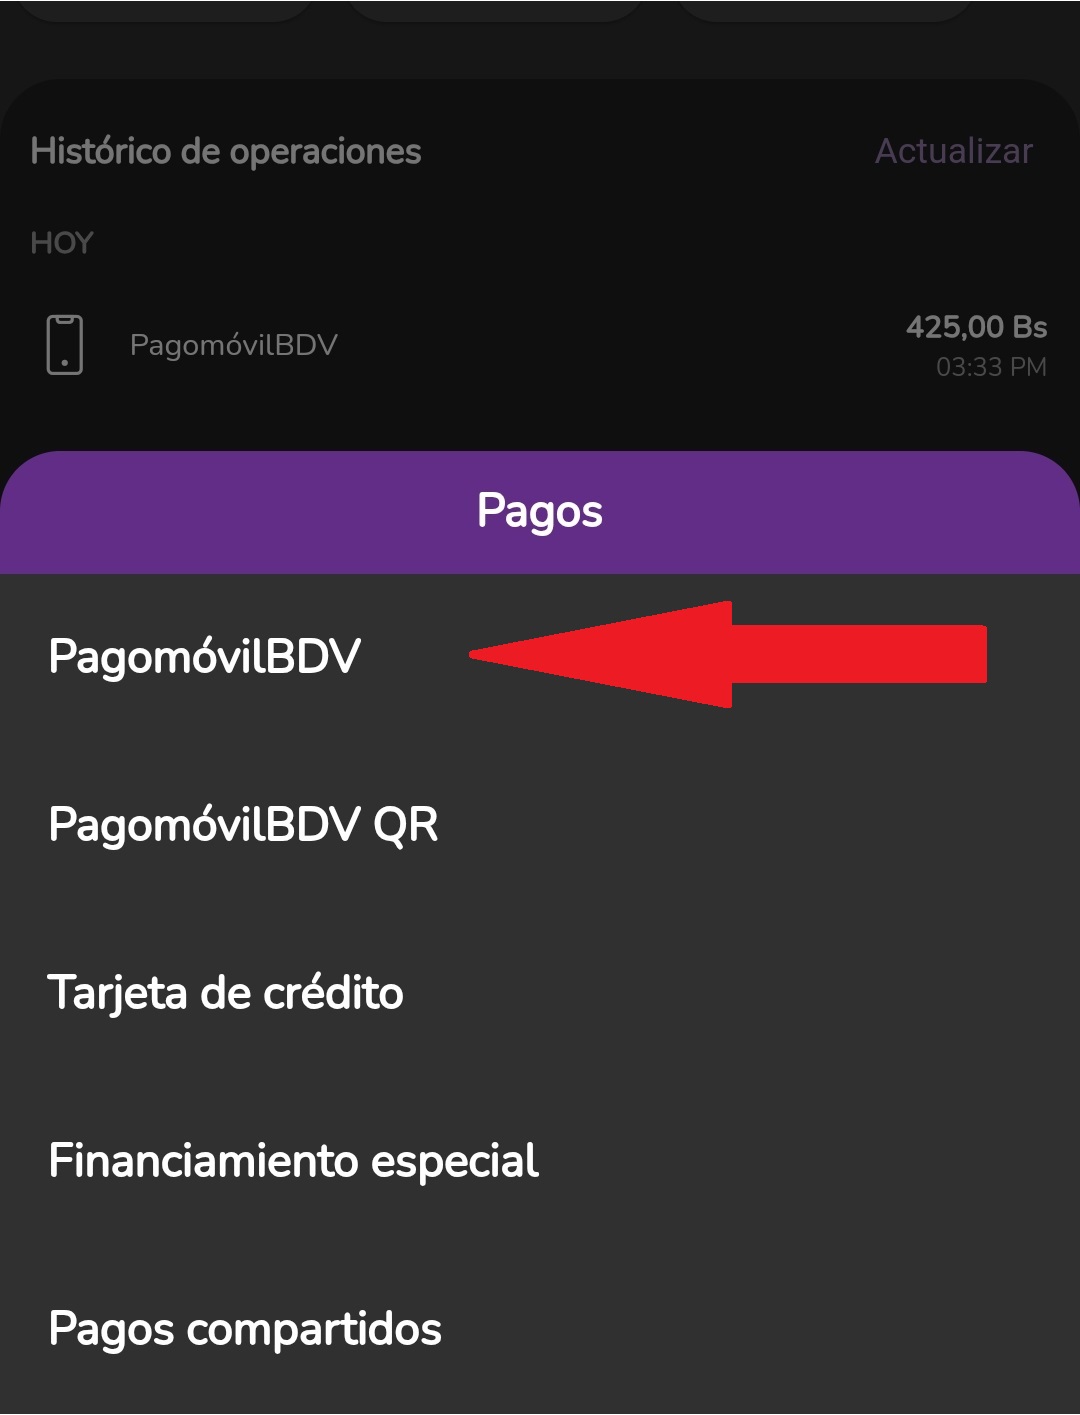 Histórico de operaciones
Actualizar
HOY
PagomóvilBDV
425,00 Bs
03:33 PM
Pagos
PagomóvilBDV
PagomóvilBDV QR
Tarjeta de crédito
Financiamiento especial
Pagos compartidos